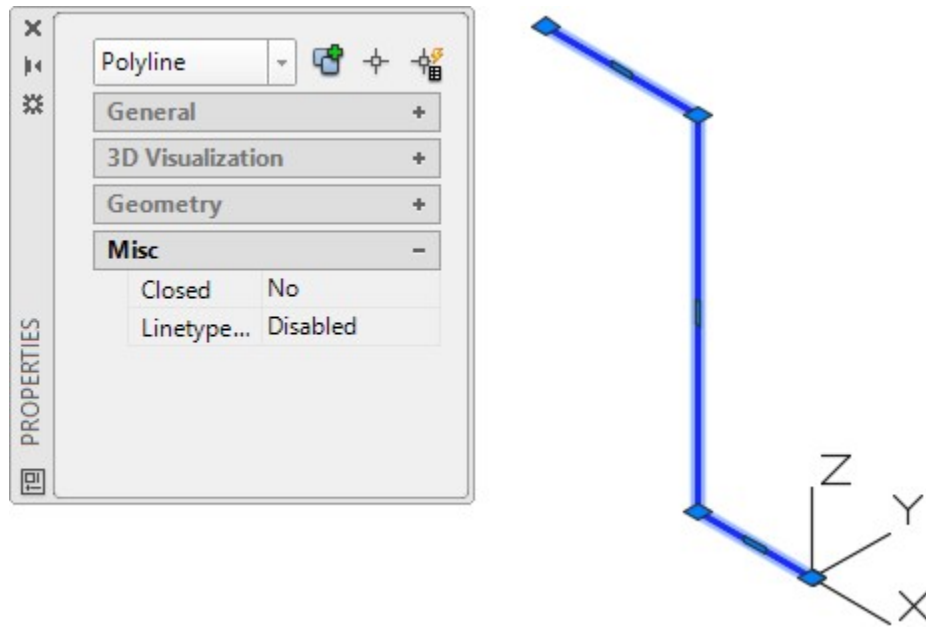 Polyline
General
3D Visualization
Geometry
Misc
Closed No
Linetype... Disabled
PROPERTIES
Z
Y
X